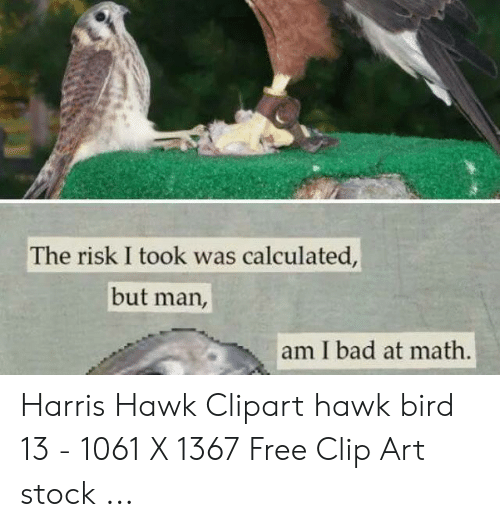 The risk I took was calculated,
but man,
am I bad at math.
Harris Hawk Clipart hawk bird
13 - 1061 X 1367 Free Clip Art
stock ...